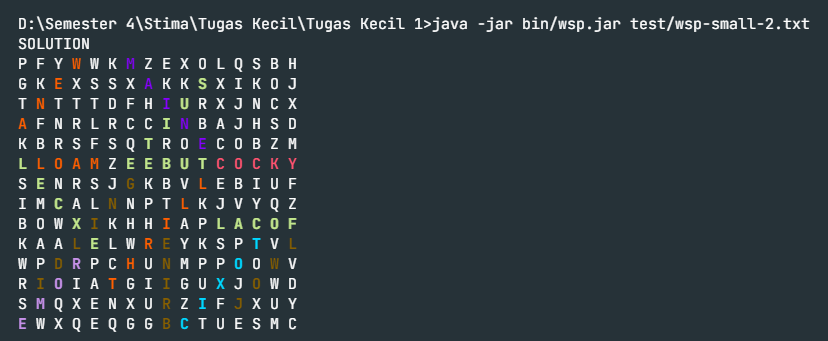 D:\Semester 4\Stima\Tugas Kecil\Tugas Kecil 1>java -jar bin/wsp.jar test/wsp-small-2.txt
SOLUTION
P F Y W W K M Z E X O L Q S B H
G K E X S S X A K K S X I K O J
T N T T T D F H I U R X J N C X
A F N R L R C C I N B A J H S D
K B R S F S Q T R O E C O B Z M
L L O A M Z E E B U T C O C K Y
S E N R S J G K B V L E B I U F
I M C A L N N P T L K J V Y Q Z
B O W X I K H H I A P L A C O F
K A A L E L W R E Y K S P T V L
W P D R P C H U N M P P O O W V
R I O I A T G I I G U X J O W D
S M Q X E N X U R Z I F J X U Y
E W X Q E Q G G B C T U E S M C